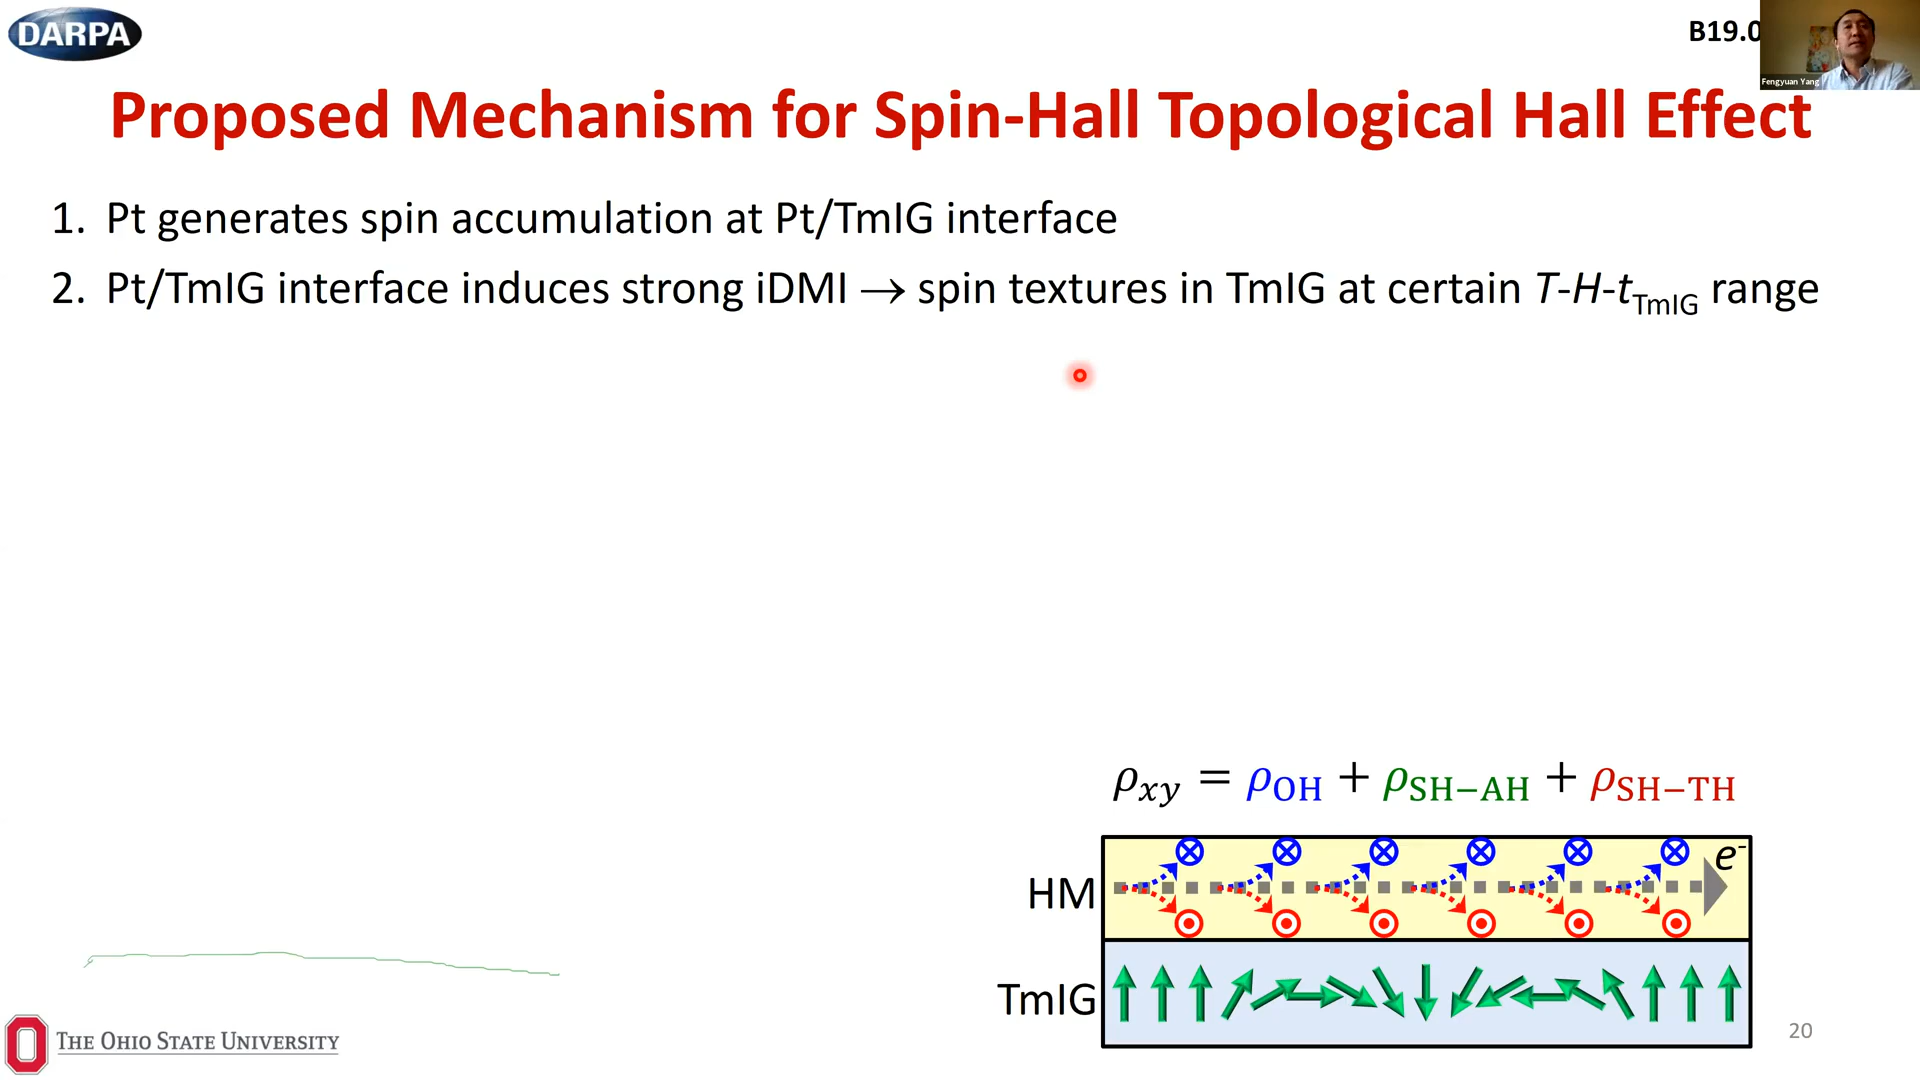 DARPA
B19.0
Fengyuan Yang
Proposed Mechanism for Spin-Hall Topological Hall Effect
1. Pt generates spin accumulation at Pt/TmIG interface
2. Pt/TmIG interface induces strong iDMI → spin textures in TmIG at certain T-H-t_TmIG range
ρ_xy = ρ_OH + ρ_SH−AH + ρ_SH−TH
e⁻
HM
TmIG
THE OHIO STATE UNIVERSITY
20